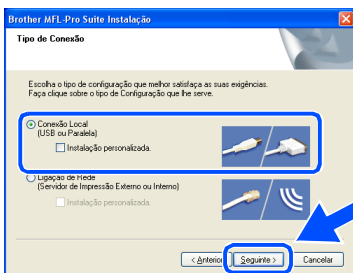 Brother MFL-Pro Suite Instalação
Tipo de Conexão
Escolha o tipo de configuração que melhor satisfaça as suas exigências.
Faça clique sobre o tipo de Configuração que lhe serve.
Conexão Local
(USB ou Paralela)
Instalação personalizada.
Ligação de Rede
(Servidor de Impressão Externo ou Interno)
Instalação personalizada.
< Anterior Seguinte > Cancelar